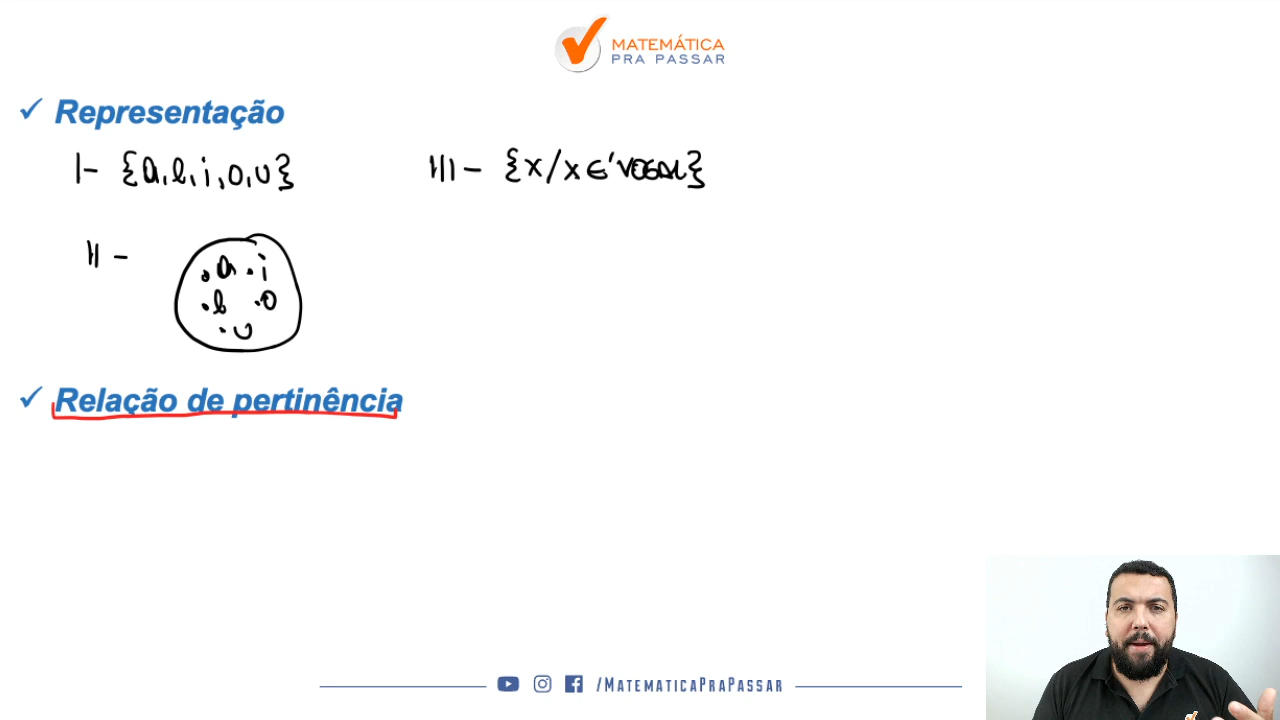 MATEMÁTICA
PRA PASSAR
✓ Representação
I- {a, e, i, o, u}
III - {x/x é vogal}
II -
.a .i
.e .o
.u
✓ Relação de pertinência
/MatematicaPraPassar